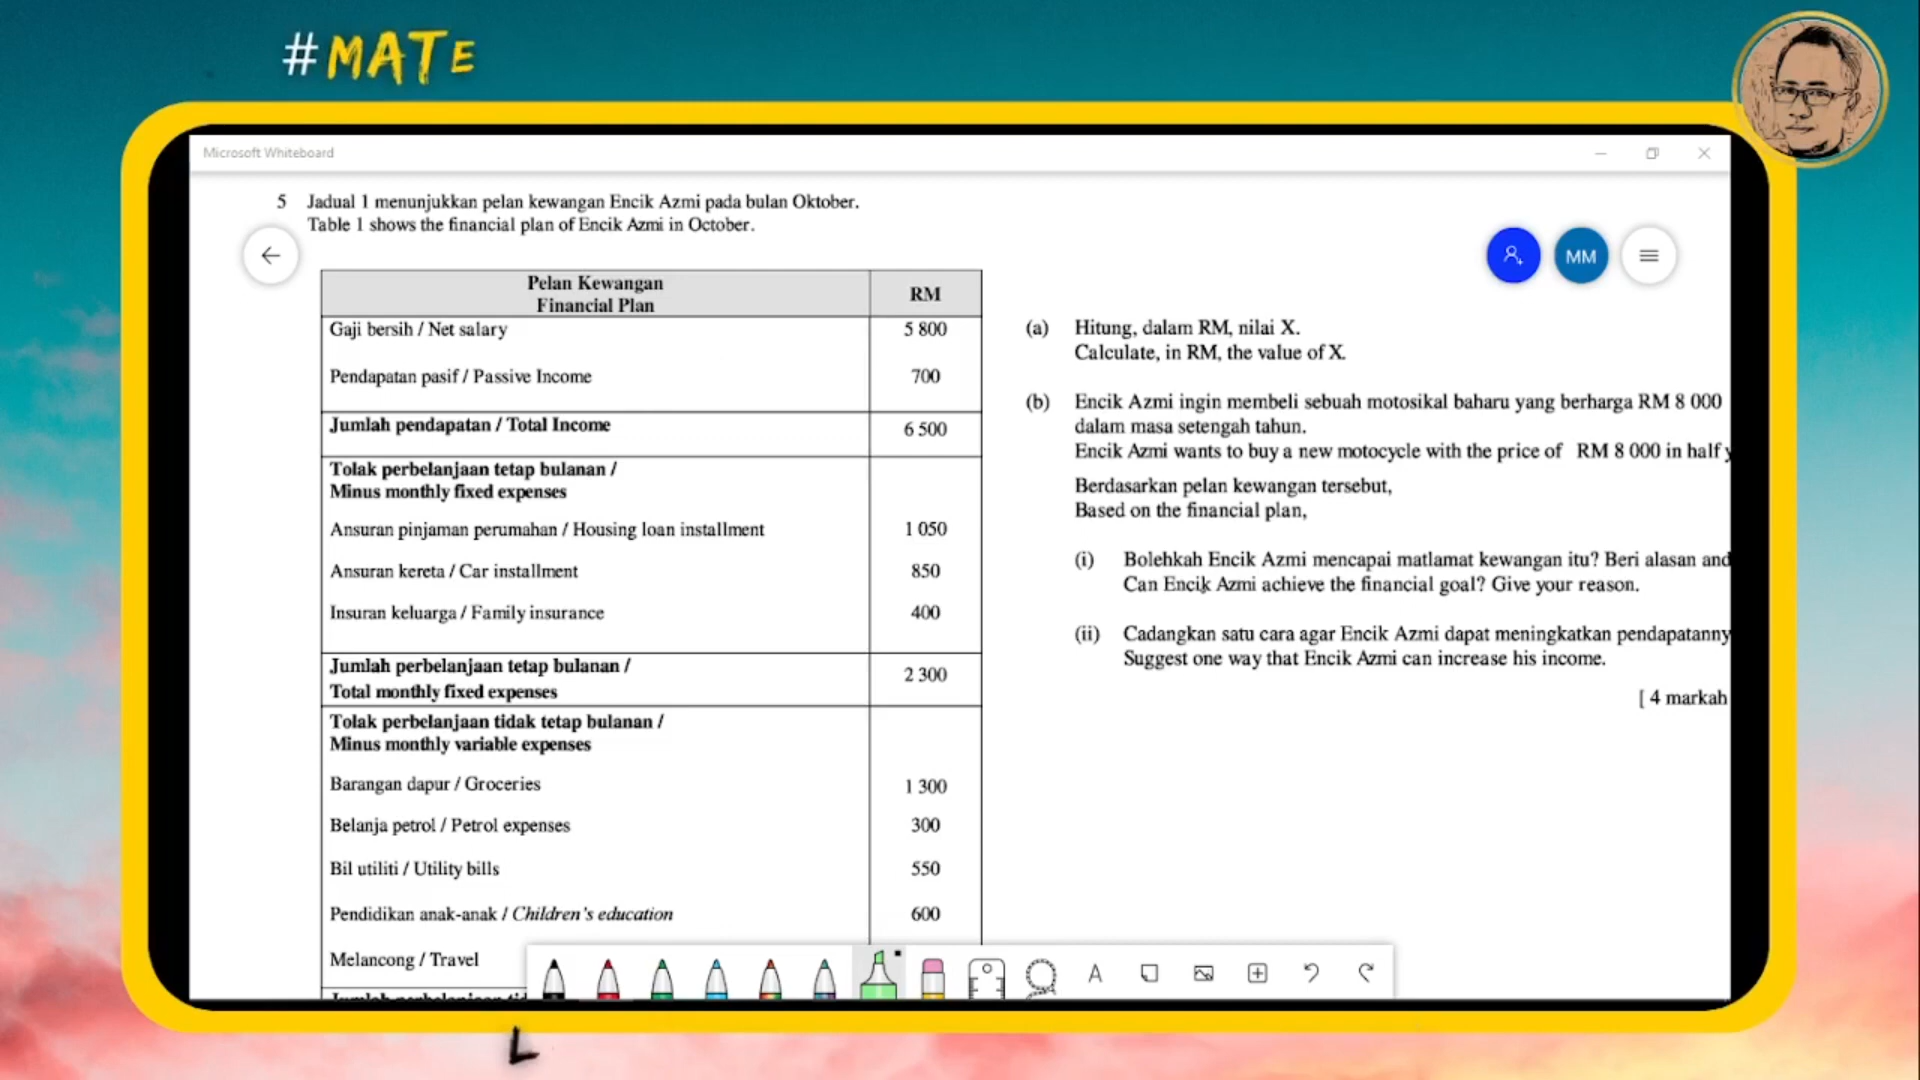 #MATE
Microsoft Whiteboard
5 Jadual 1 menunjukkan pelan kewangan Encik Azmi pada bulan Oktober.
Table 1 shows the financial plan of Encik Azmi in October.
MM
Pelan Kewangan
Financial Plan
RM
Gaji bersih / Net salary 5 800
Pendapatan pasif / Passive Income 700
Jumlah pendapatan / Total Income 6 500
Tolak perbelanjaan tetap bulanan /
Minus monthly fixed expenses
Ansuran pinjaman perumahan / Housing loan installment 1 050
Ansuran kereta / Car installment 850
Insuran keluarga / Family insurance 400
Jumlah perbelanjaan tetap bulanan /
Total monthly fixed expenses 2 300
Tolak perbelanjaan tidak tetap bulanan /
Minus monthly variable expenses
Barangan dapur / Groceries 1 300
Belanja petrol / Petrol expenses 300
Bil utiliti / Utility bills 550
Pendidikan anak-anak / Children's education 600
Melancong / Travel
(a) Hitung, dalam RM, nilai X.
Calculate, in RM, the value of X.
(b) Encik Azmi ingin membeli sebuah motosikal baharu yang berharga RM 8 000
dalam masa setengah tahun.
Encik Azmi wants to buy a new motocycle with the price of RM 8 000 in half
Berdasarkan pelan kewangan tersebut,
Based on the financial plan,
(i) Bolehkah Encik Azmi mencapai matlamat kewangan itu? Beri alasan and
Can Encik Azmi achieve the financial goal? Give your reason.
(ii) Cadangkan satu cara agar Encik Azmi dapat meningkatkan pendapatanny
Suggest one way that Encik Azmi can increase his income.
[ 4 markah